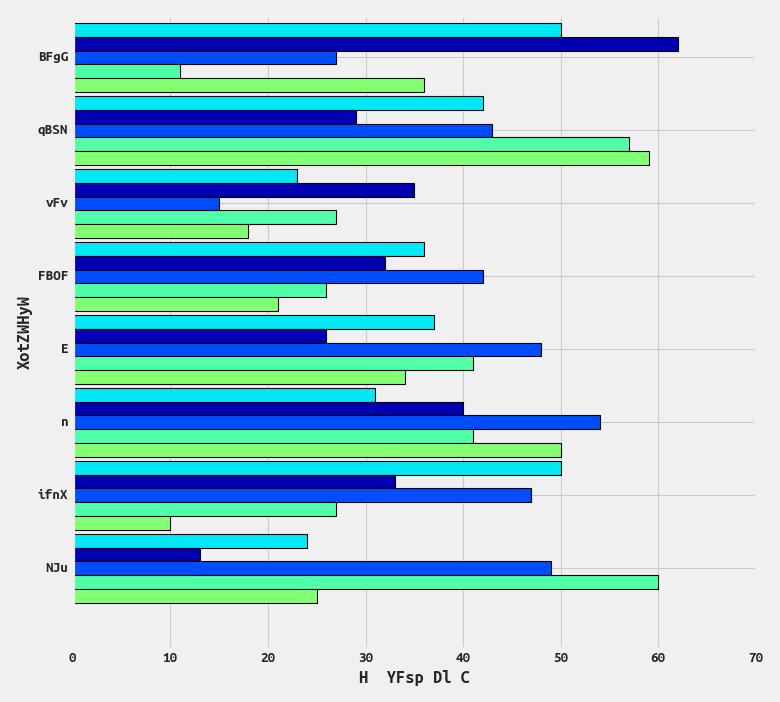 BFgG
qBSN
vFv
FBOF
E
n
ifnX
NJu
XotZWHyW
0 10 20 30 40 50 60 70
H  YFsp Dl C